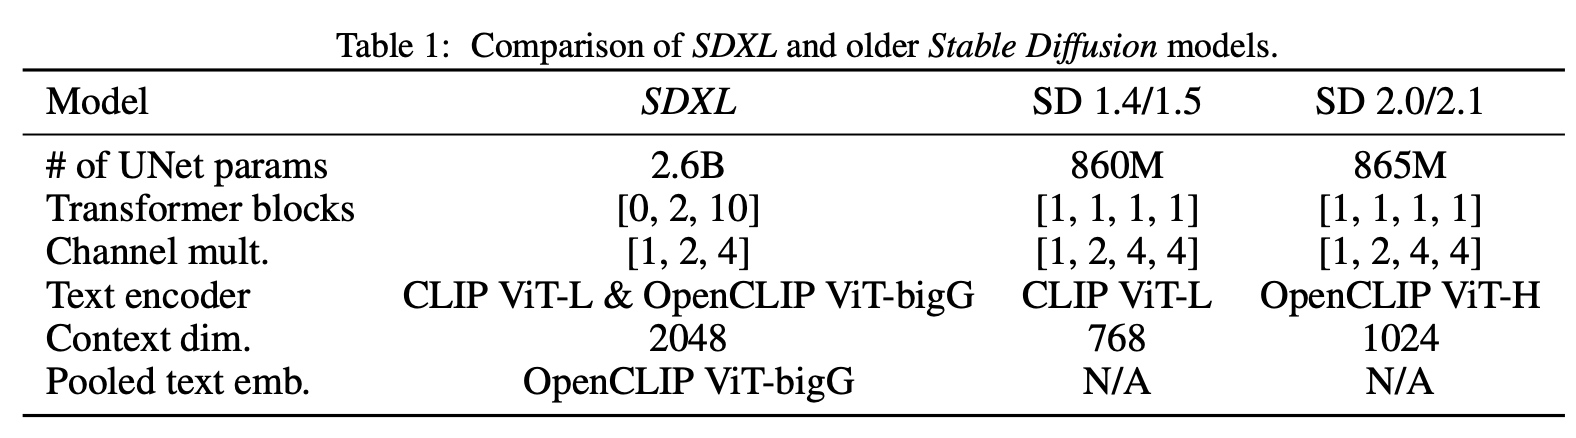 Table 1: Comparison of SDXL and older Stable Diffusion models.
Model SDXL SD 1.4/1.5 SD 2.0/2.1
# of UNet params 2.6B 860M 865M
Transformer blocks [0, 2, 10] [1, 1, 1, 1] [1, 1, 1, 1]
Channel mult. [1, 2, 4] [1, 2, 4, 4] [1, 2, 4, 4]
Text encoder CLIP ViT-L & OpenCLIP ViT-bigG CLIP ViT-L OpenCLIP ViT-H
Context dim. 2048 768 1024
Pooled text emb. OpenCLIP ViT-bigG N/A N/A